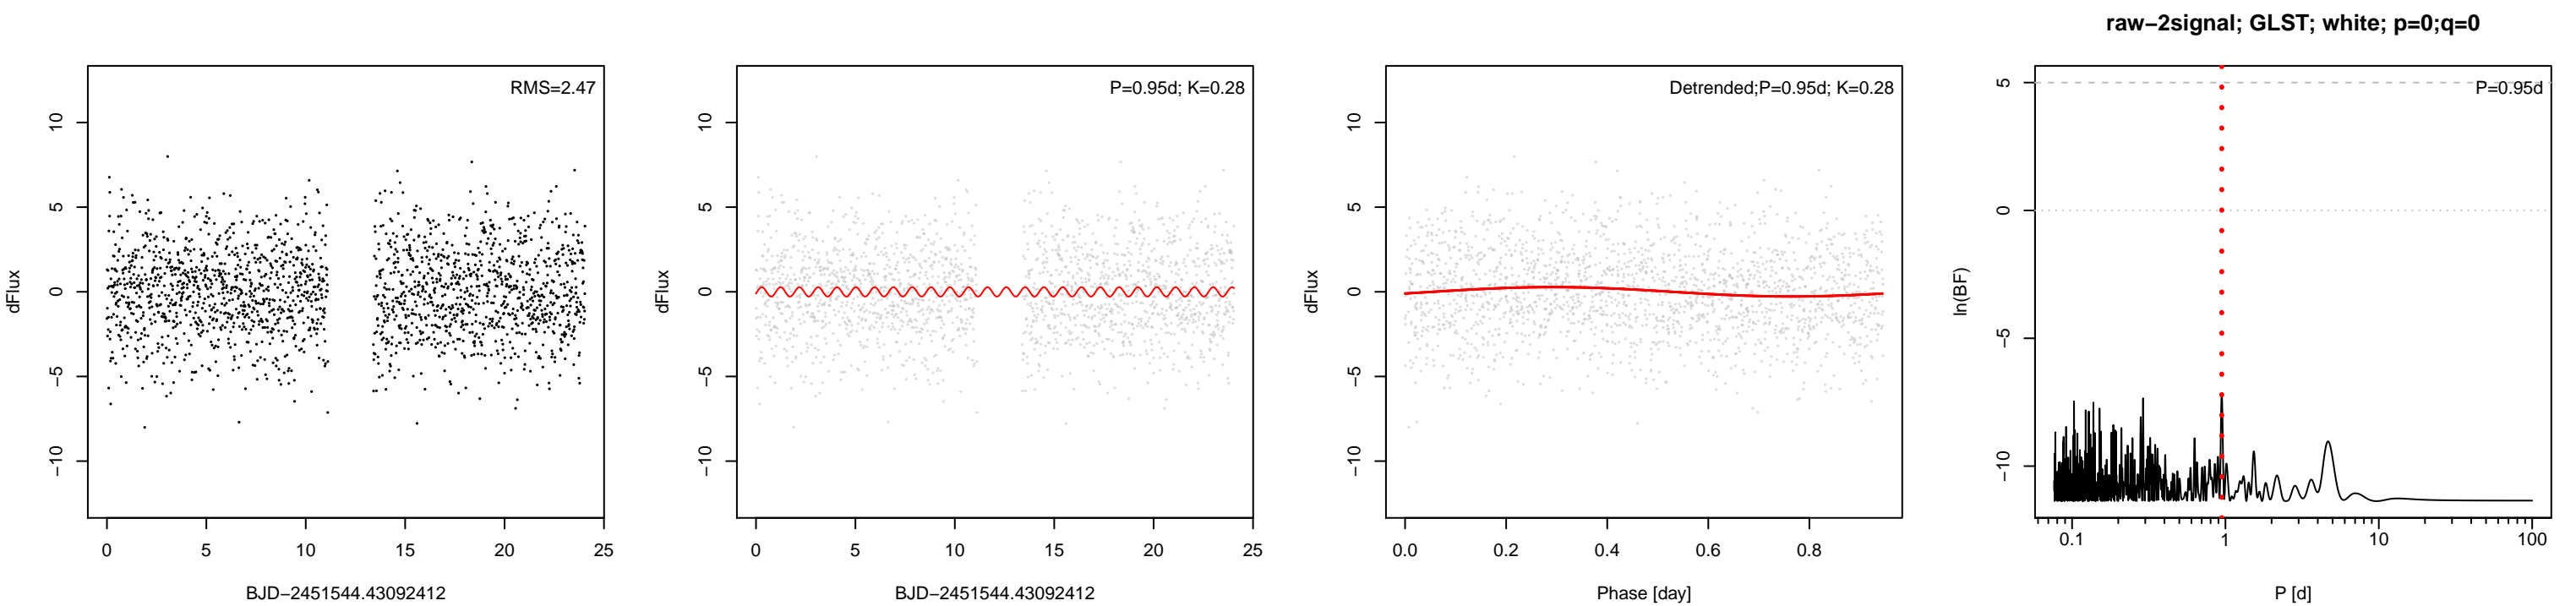 raw−2signal; GLST; white; p=0;q=0
RMS=2.47
dFlux
10
5
0
−5
−10
0 5 10 15 20 25
BJD−2451544.43092412
P=0.95d; K=0.28
dFlux
10
5
0
−5
−10
0 5 10 15 20 25
BJD−2451544.43092412
Detrended;P=0.95d; K=0.28
dFlux
10
5
0
−5
−10
0.0 0.2 0.4 0.6 0.8
Phase [day]
P=0.95d
ln(BF)
5
0
−5
−10
0.1 1 10 100
P [d]